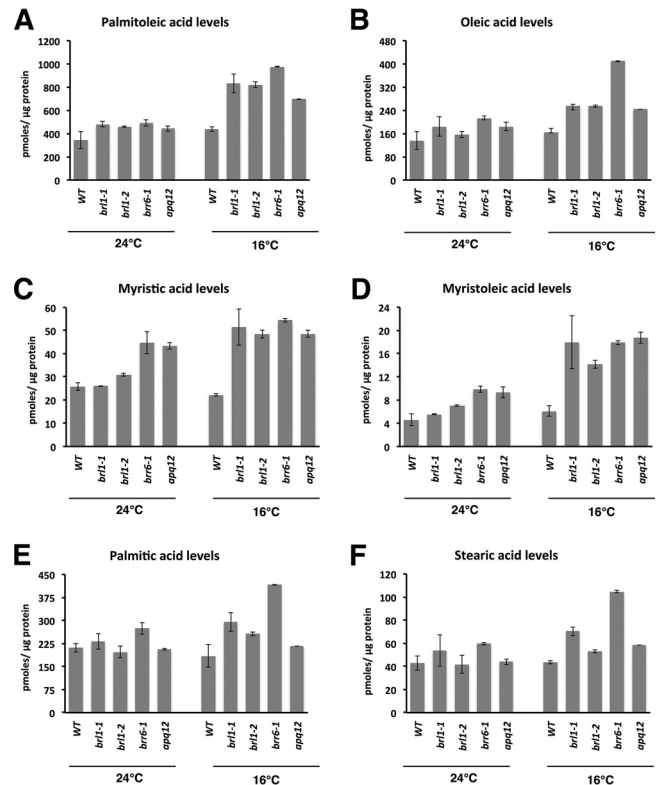 A Palmitoleic acid levels
pmoles/ μg protein
1200
1000
800
600
400
200
0
WT brl1-1 brl1-2 brr6-1 apq12 WT brl1-1 brl1-2 brr6-1 apq12
24°C 16°C
B Oleic acid levels
pmoles/ μg protein
480
400
320
240
160
80
0
WT brl1-1 brl1-2 brr6-1 apq12 WT brl1-1 brl1-2 brr6-1 apq12
24°C 16°C
C Myristic acid levels
pmoles/ μg protein
60
50
40
30
20
10
0
WT brl1-1 brl1-2 brr6-1 apq12 WT brl1-1 brl1-2 brr6-1 apq12
24°C 16°C
D Myristoleic acid levels
pmoles/ μg protein
24
20
16
12
8
4
0
WT brl1-1 brl1-2 brr6-1 apq12 WT brl1-1 brl1-2 brr6-1 apq12
24°C 16°C
E Palmitic acid levels
pmoles/ μg protein
450
375
300
225
150
75
0
WT brl1-1 brl1-2 brr6-1 apq12 WT brl1-1 brl1-2 brr6-1 apq12
24°C 16°C
F Stearic acid levels
pmoles/ μg protein
120
100
80
60
40
20
0
WT brl1-1 brl1-2 brr6-1 apq12 WT brl1-1 brl1-2 brr6-1 apq12
24°C 16°C